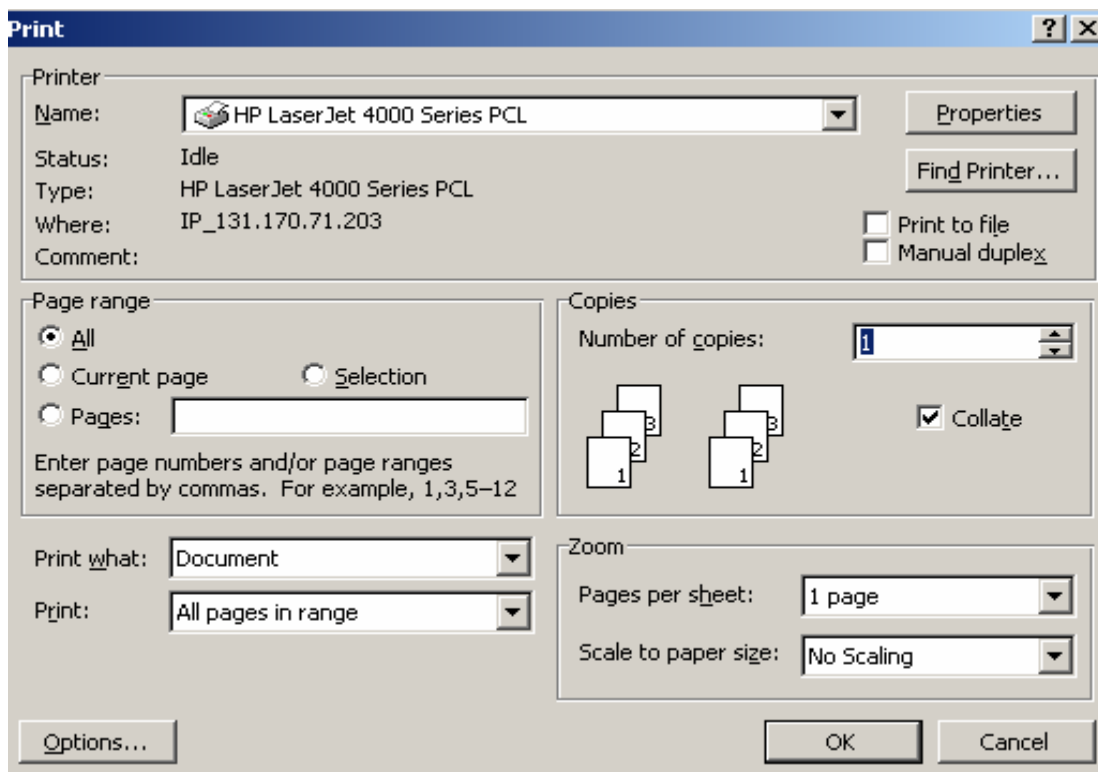 Print
Printer
Name:
HP LaserJet 4000 Series PCL
Properties
Status:
Idle
Find Printer...
Type:
HP LaserJet 4000 Series PCL
Where:
IP_131.170.71.203
Print to file
Comment:
Manual duplex
Page range
All
Current page
Selection
Pages:
Enter page numbers and/or page ranges
separated by commas. For example, 1,3,5–12
Copies
Number of copies:
1
3
2
1
3
2
1
Collate
Print what:
Document
Print:
All pages in range
Zoom
Pages per sheet:
1 page
Scale to paper size:
No Scaling
Options...
OK
Cancel